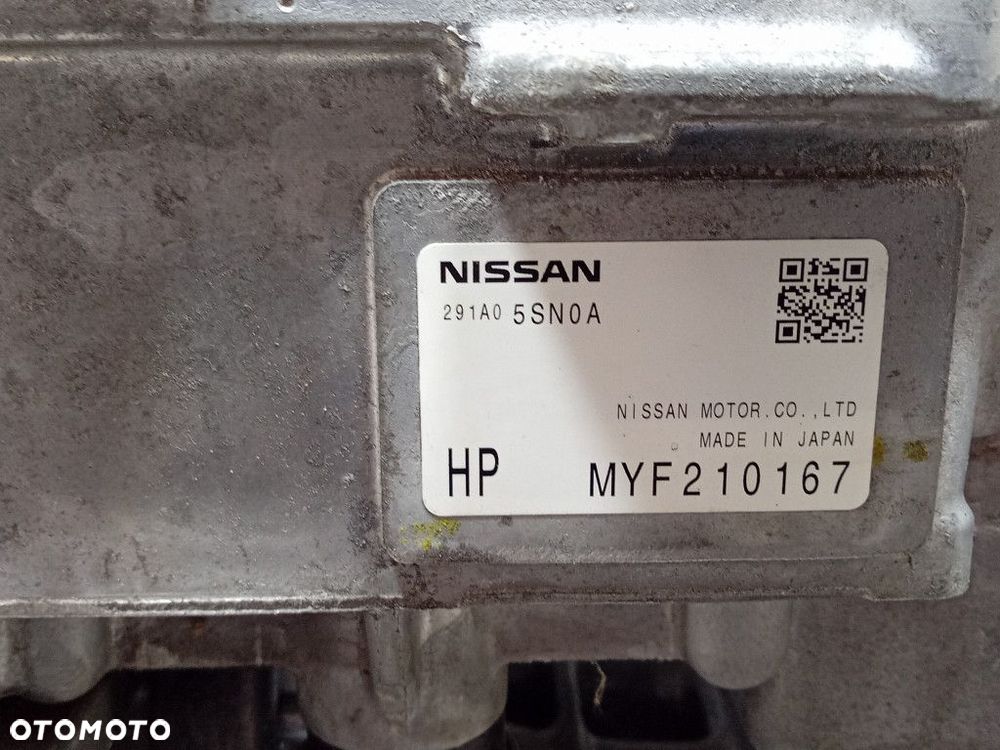 NISSAN
291A0 5SN0A
NISSAN MOTOR.CO.,LTD
MADE IN JAPAN
HP MYF210167
OTOMOTO